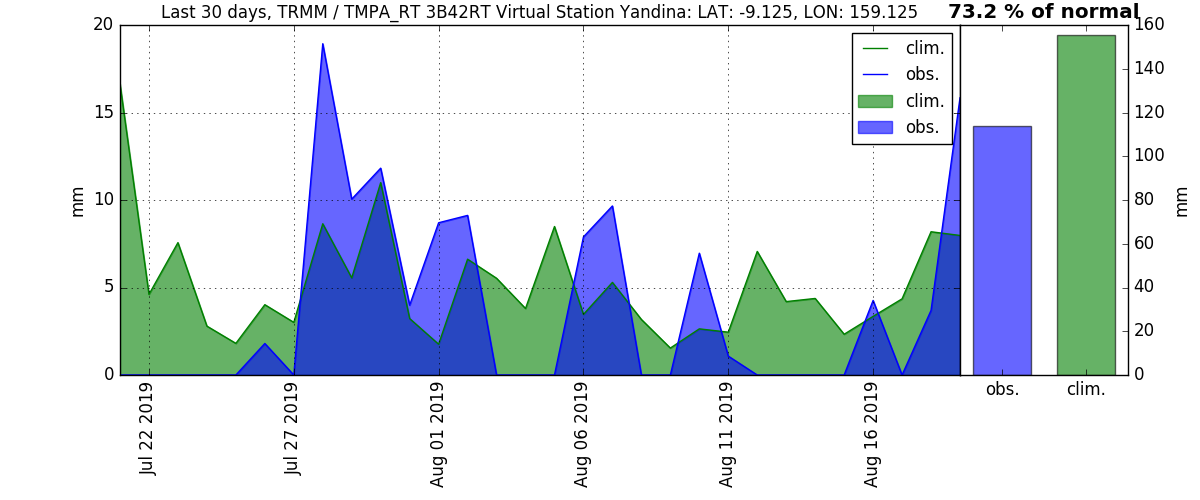 Last 30 days, TRMM / TMPA_RT 3B42RT Virtual Station Yandina: LAT: -9.125, LON: 159.125
73.2 % of normal
20
15
10
5
0
mm
clim.
obs.
clim.
obs.
Jul 22 2019
Jul 27 2019
Aug 01 2019
Aug 06 2019
Aug 11 2019
Aug 16 2019
160
140
120
100
80
60
40
20
0
mm
obs.
clim.